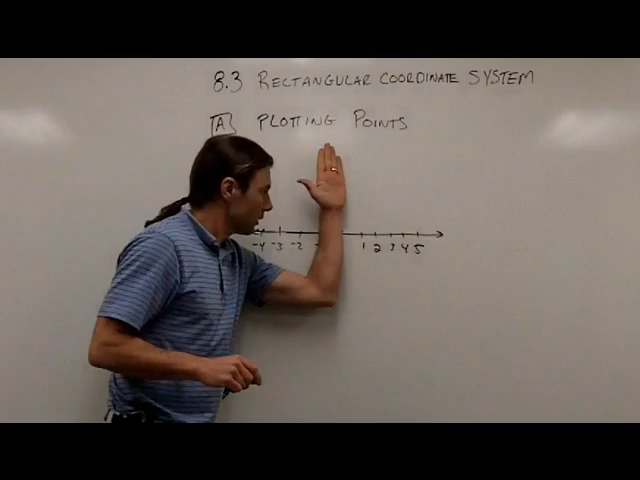 8.3 RECTANGULAR COORDINATE SYSTEM
A PLOTTING POINTS
-4 -3 -2 - 1 2 3 4 5